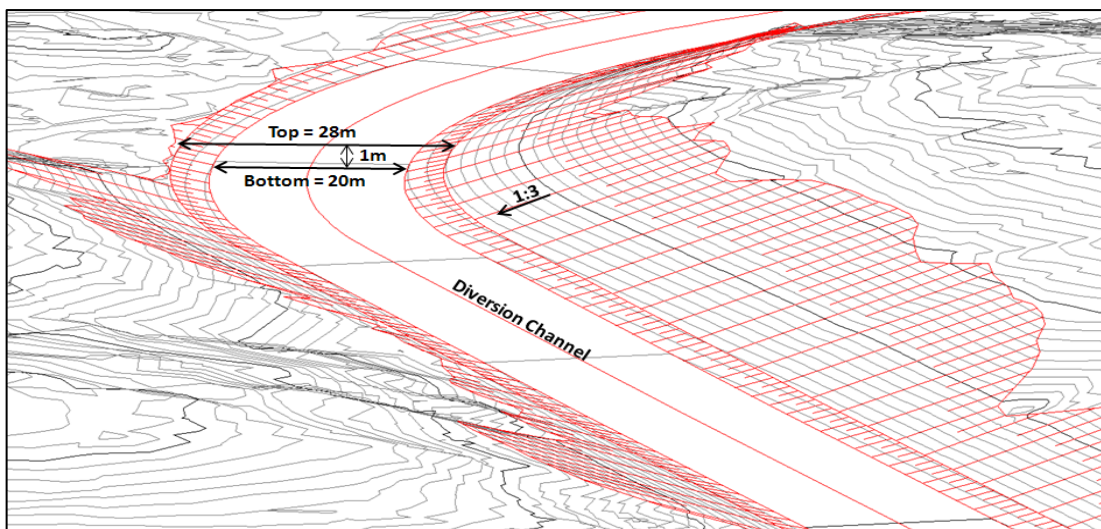 Top = 28m
1m
Bottom = 20m
1:3
Diversion Channel